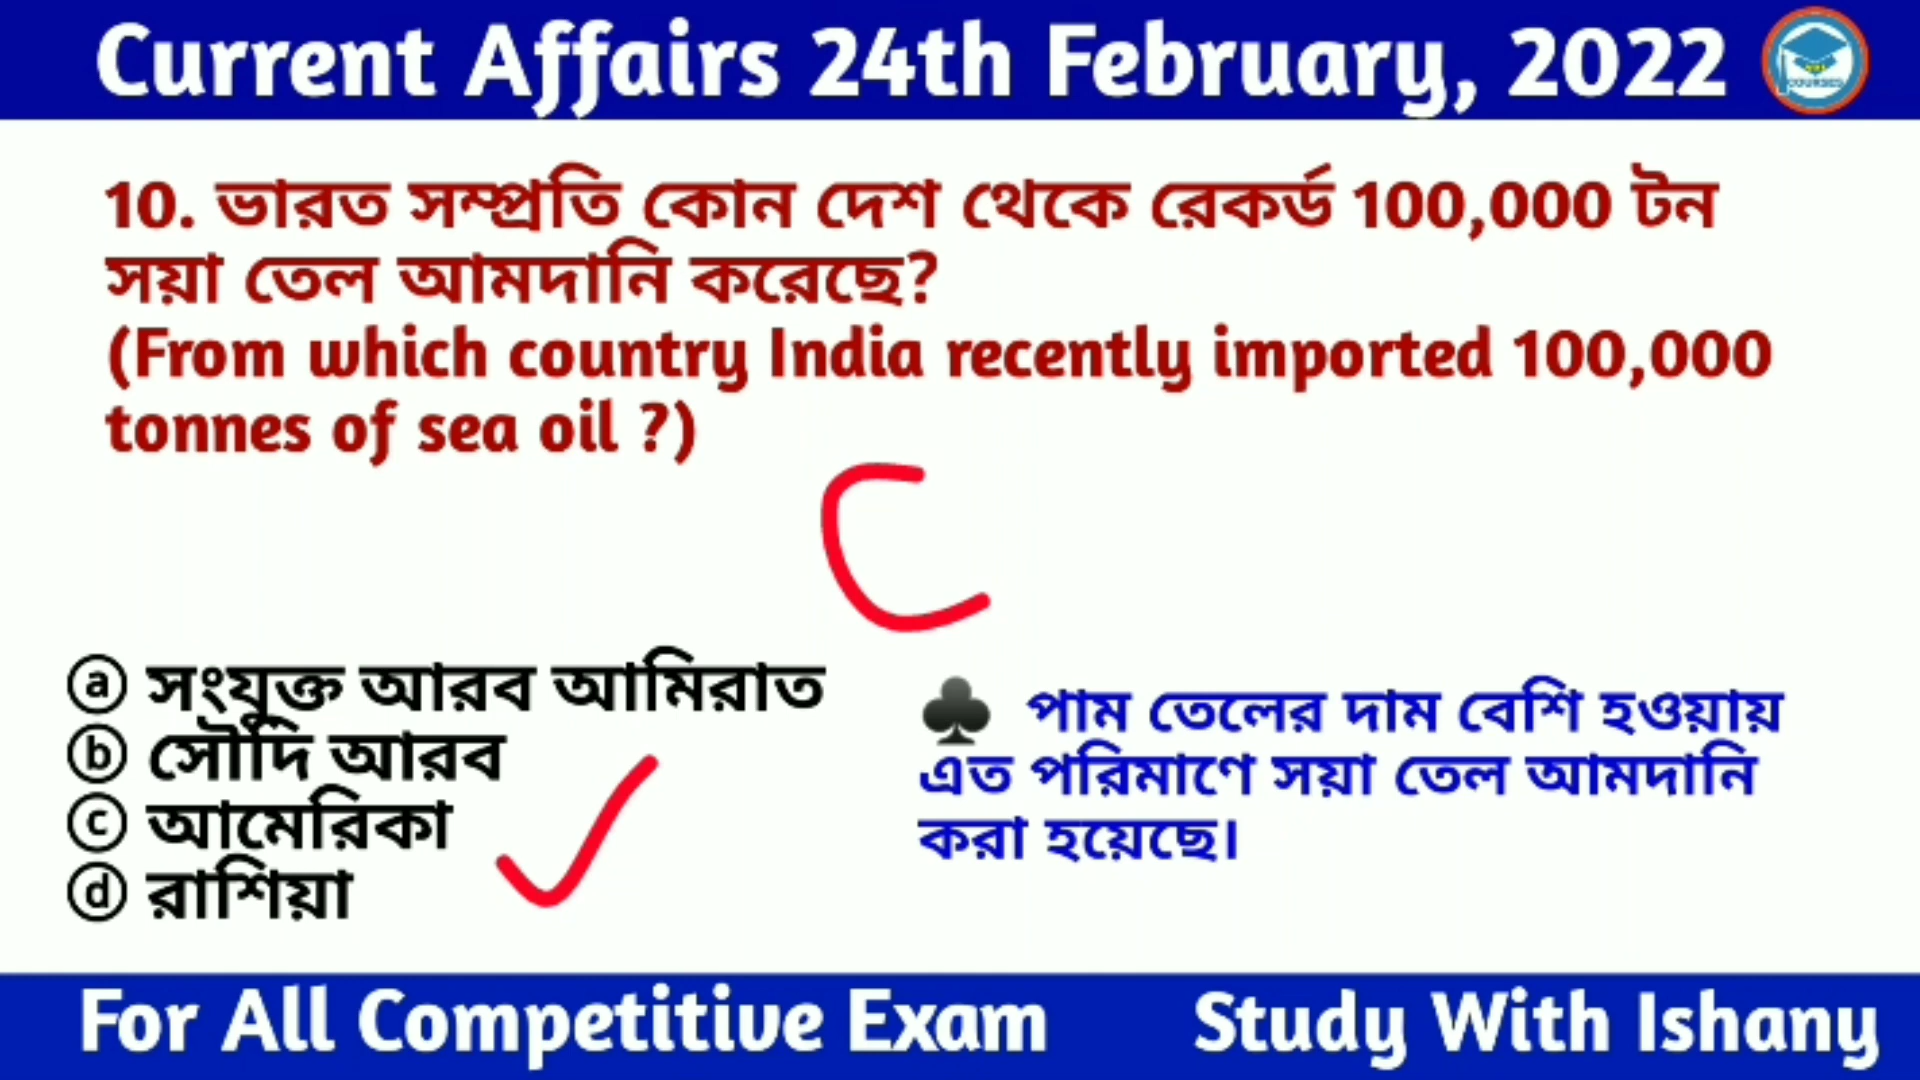 Current Affairs 24th February, 2022
COURSES
10. ভারত সম্প্রতি কোন দেশ থেকে রেকর্ড 100,000 টন
সয়া তেল আমদানি করেছে?
(From which country India recently imported 100,000
tonnes of sea oil ?)
C
ⓐ সংযুক্ত আরব আমিরাত
ⓑ সৌদি আরব
ⓒ আমেরিকা
ⓓ রাশিয়া
♣ পাম তেলের দাম বেশি হওয়ায়
এত পরিমাণে সয়া তেল আমদানি
করা হয়েছে।
For All Competitive Exam Study With Ishany